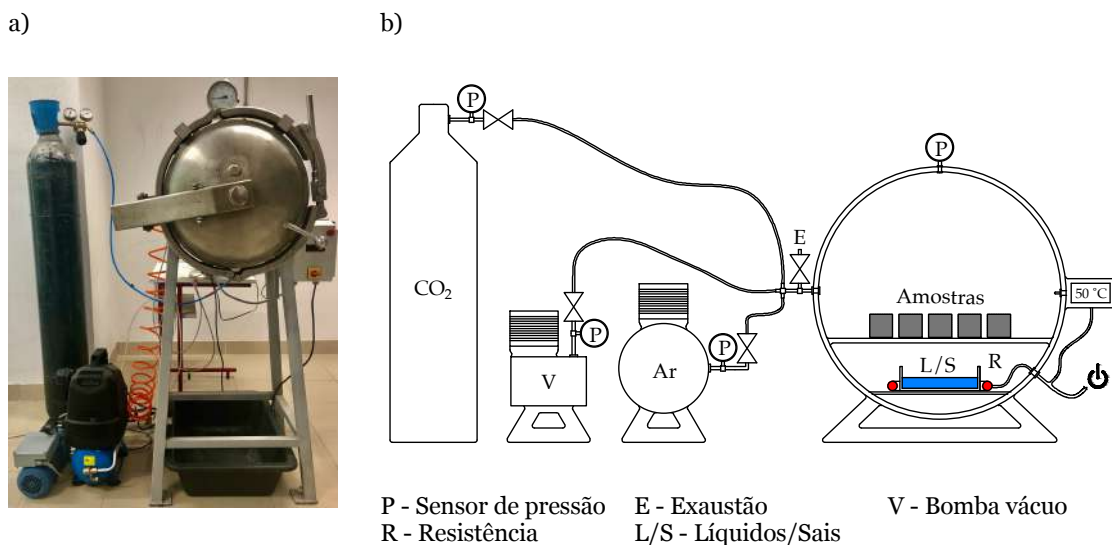 a)
b)
P
P
E
CO₂
50 °C
Amostras
P
P
Ar
V
L/S
R
P - Sensor de pressão
E - Exaustão
V - Bomba vácuo
R - Resistência
L/S - Líquidos/Sais